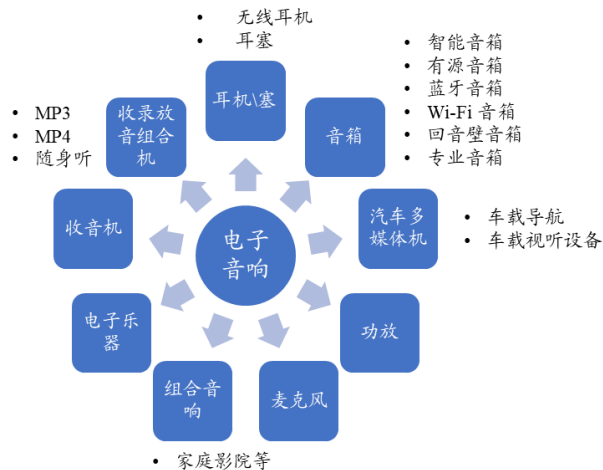 • 无线耳机
• 耳塞
• 智能音箱
• 有源音箱
• 蓝牙音箱
• Wi-Fi 音箱
• 回音壁音箱
• 专业音箱
• MP3
• MP4
• 随身听
收录放
音组合
机
耳机\塞
音箱
收音机
电子
音响
汽车多
媒体机
• 车载导航
• 车载视听设备
电子乐
器
功放
组合音
响
麦克风
• 家庭影院等